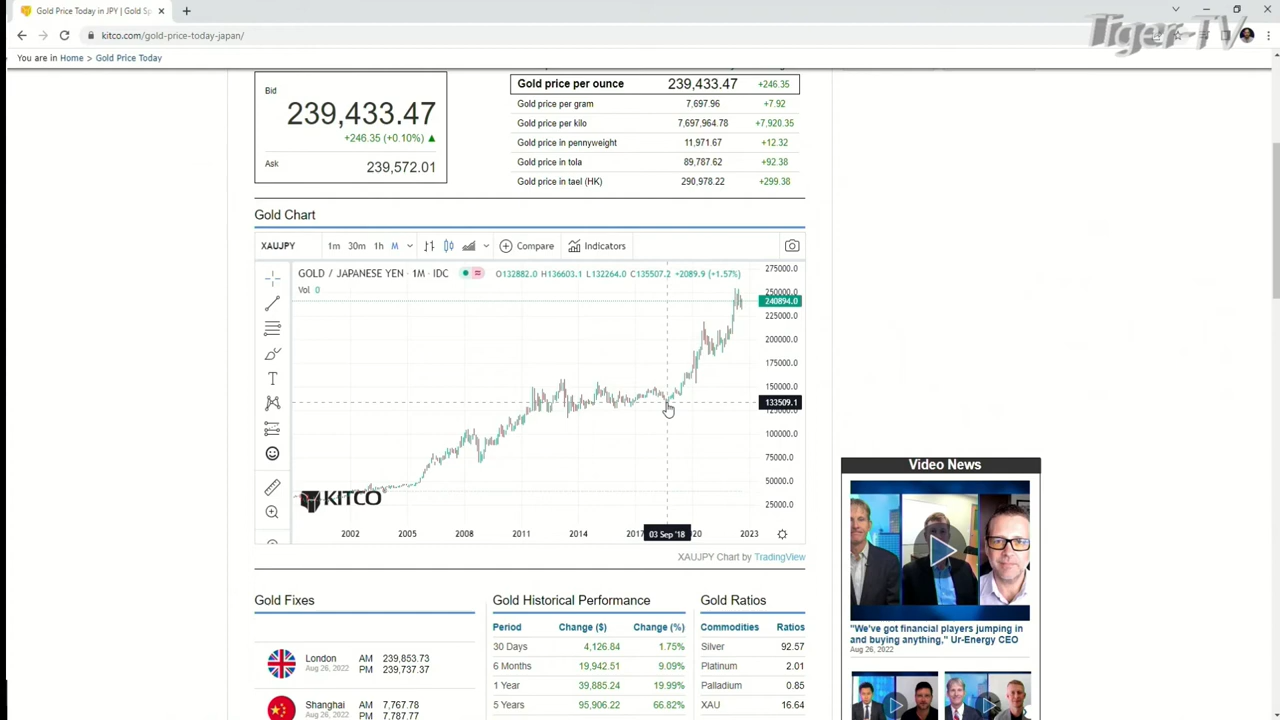 Gold Price Today in JPY | Gold Sp
Tiger-TV
kitco.com/gold-price-today-japan/
You are in Home > Gold Price Today
Bid
239,433.47
+246.35 (+0.10%) ▲
Ask
239,572.01
Gold price per ounce 239,433.47 +246.35
Gold price per gram 7,697.96 +7.92
Gold price per kilo 7,697,964.78 +7,920.35
Gold price in pennyweight 11,971.67 +12.32
Gold price in tola 89,787.62 +92.38
Gold price in tael (HK) 290,978.22 +299.38
Gold Chart
XAUJPY 1m 30m 1h M Compare Indicators
GOLD / JAPANESE YEN · 1M · IDC O132882.0 H136603.1 L132264.0 C135507.2 +2089.9 (+1.57%)
Vol 0
275000.0
250000.0
240894.0
225000.0
200000.0
175000.0
150000.0
133509.1
125000.0
100000.0
75000.0
50000.0
25000.0
KITCO
2002 2005 2008 2011 2014 2017 03 Sep '18 20 2023
XAUJPY Chart by TradingView
Gold Fixes
London AM 239,853.73
Aug 26, 2022 PM 239,737.37
Shanghai AM 7,767.78
Aug 26, 2022 PM 7,787.77
Gold Historical Performance
Period Change ($) Change (%)
30 Days 4,126.84 1.75%
6 Months 19,942.51 9.09%
1 Year 39,885.24 19.99%
5 Years 95,906.22 66.82%
Gold Ratios
Commodities Ratios
Silver 92.57
Platinum 2.01
Palladium 0.85
XAU 16.64
Video News
"We've got financial players jumping in
and buying anything," Ur-Energy CEO
Aug 26, 2022